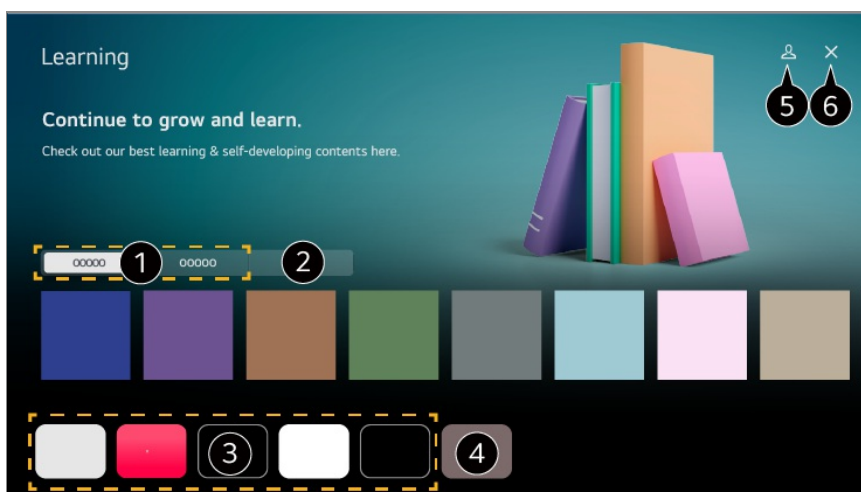 Learning
5
6
Continue to grow and learn.
Check out our best learning & self-developing contents here.
ooooo 1 ooooo 2
3 4